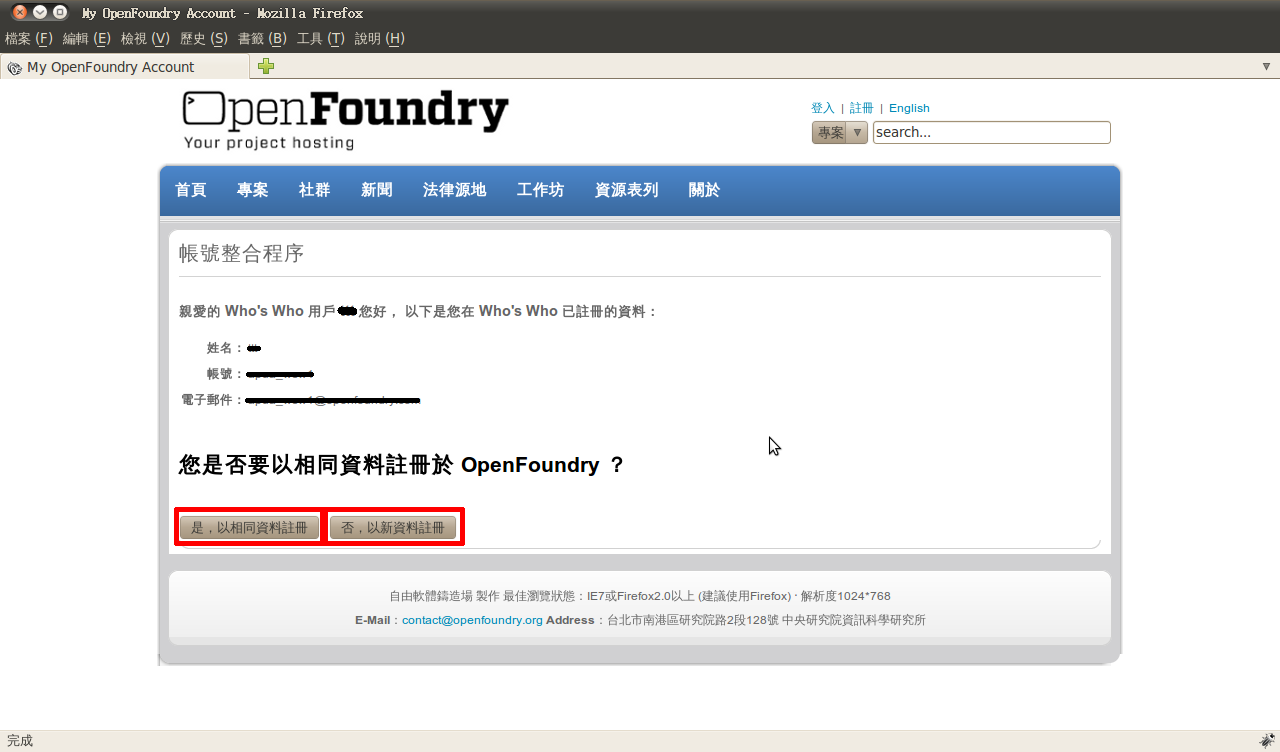 My OpenFoundry Account - Mozilla Firefox
檔案 (F) 編輯 (E) 檢視 (V) 歷史 (S) 書籤 (B) 工具 (T) 說明 (H)
My OpenFoundry Account
OpenFoundry
Your project hosting
登入 | 註冊 | English
專案 search...
首頁 專案 社群 新聞 法律源地 工作坊 資源表列 關於
帳號整合程序
親愛的 Who's Who 用戶 您好， 以下是您在 Who's Who 已註冊的資料：
姓名：
帳號：
電子郵件：
您是否要以相同資料註冊於 OpenFoundry ？
是，以相同資料註冊 否，以新資料註冊
自由軟體鑄造場 製作 最佳瀏覽狀態：IE7或Firefox2.0以上 (建議使用Firefox)‧解析度1024*768
E-Mail：contact@openfoundry.org Address：台北市南港區研究院路2段128號 中央研究院資訊科學研究所
完成